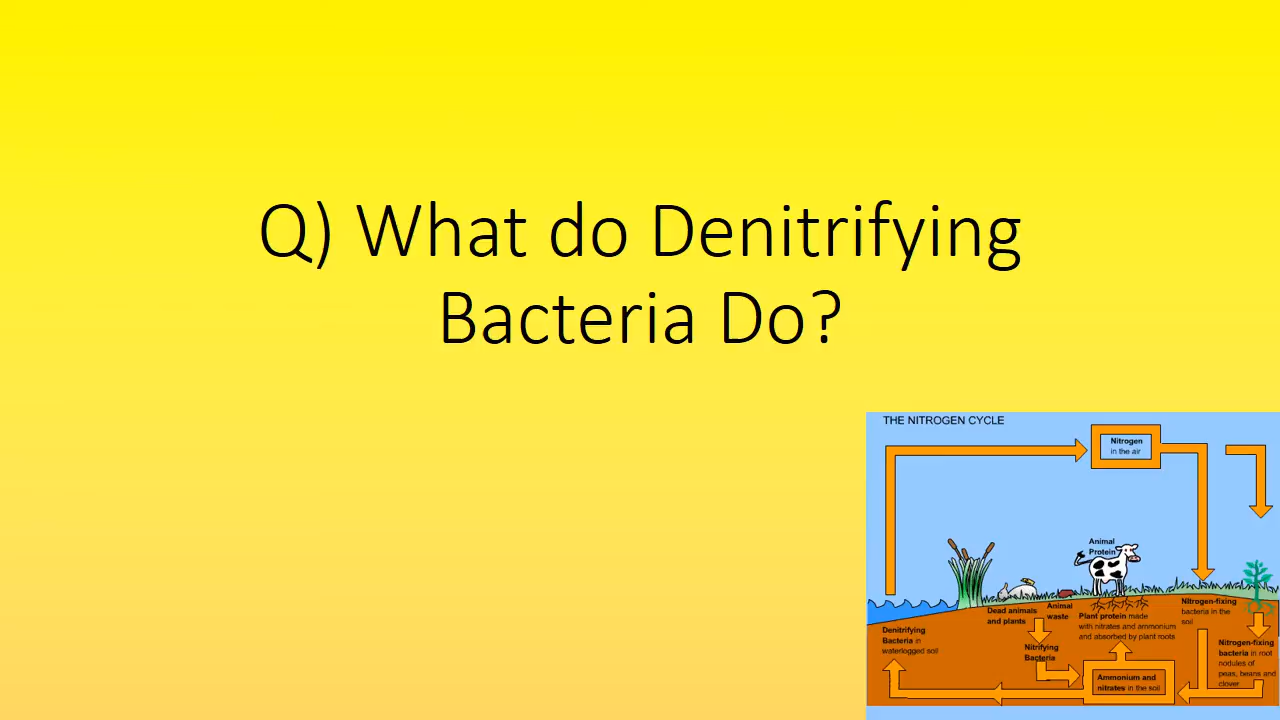 Q) What do Denitrifying
Bacteria Do?
THE NITROGEN CYCLE
Nitrogen
in the air
Animal
Protein
Dead animals
and plants
Animal
waste
Plant protein made
with nitrates and ammonium
and absorbed by plant roots
Nitrogen-fixing
bacteria in the
soil
Denitrifying
Bacteria in
waterlogged soil
Nitrifying
Bacteria
Nitrogen-fixing
bacteria in root
nodules of
peas, beans and
clover
Ammonium and
nitrates in the soil